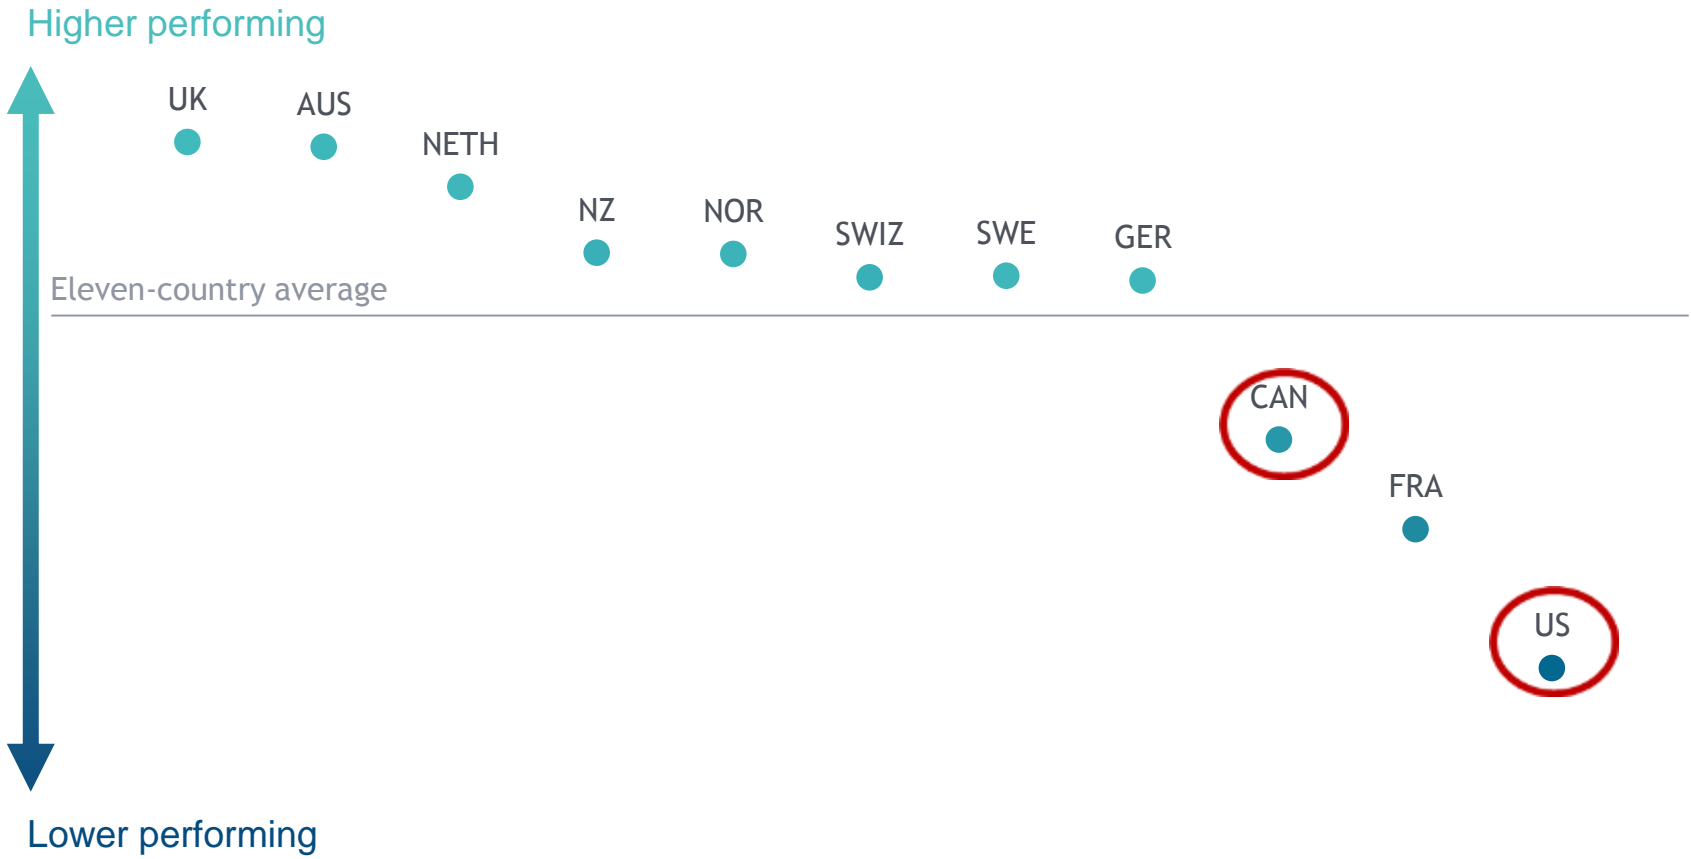 Higher performing
UK
AUS
NETH
NZ
NOR
SWIZ
SWE
GER
Eleven-country average
CAN
FRA
US
Lower performing